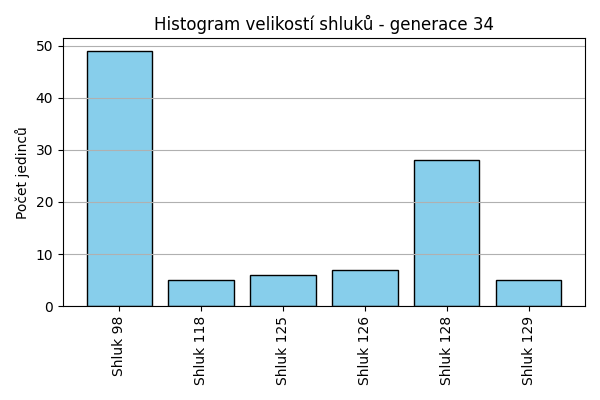 Histogram velikostí shluků - generace 34
Počet jedinců
50
40
30
20
10
0
Shluk 98
Shluk 118
Shluk 125
Shluk 126
Shluk 128
Shluk 129